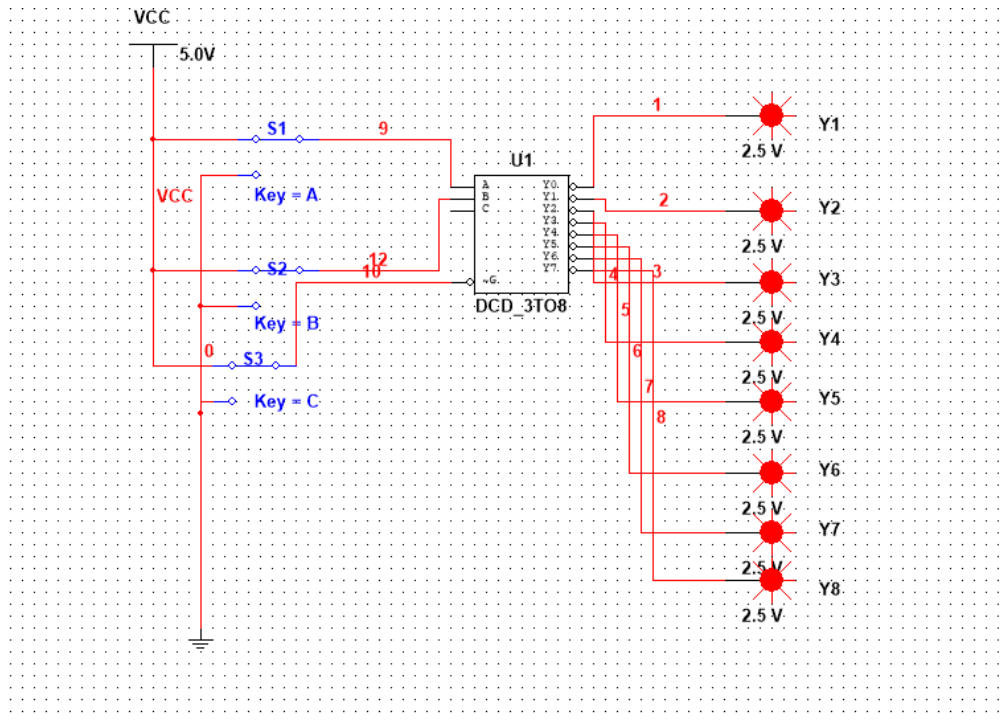 VCC
5.0V
S1
9
1
Y1
2.5 V
U1
VCC
Key = A
A
B
C
~G.
Y0.
Y1.
Y2.
Y3.
Y4.
Y5.
Y6.
Y7.
DCD_3TO8
2
Y2
2.5 V
S2
12
10
Key = B
4
3
Y3
2.5 V
5
0
S3
6
Y4
2.5 V
Key = C
7
Y5
2.5 V
8
Y6
2.5 V
Y7
2.5 V
Y8
2.5 V